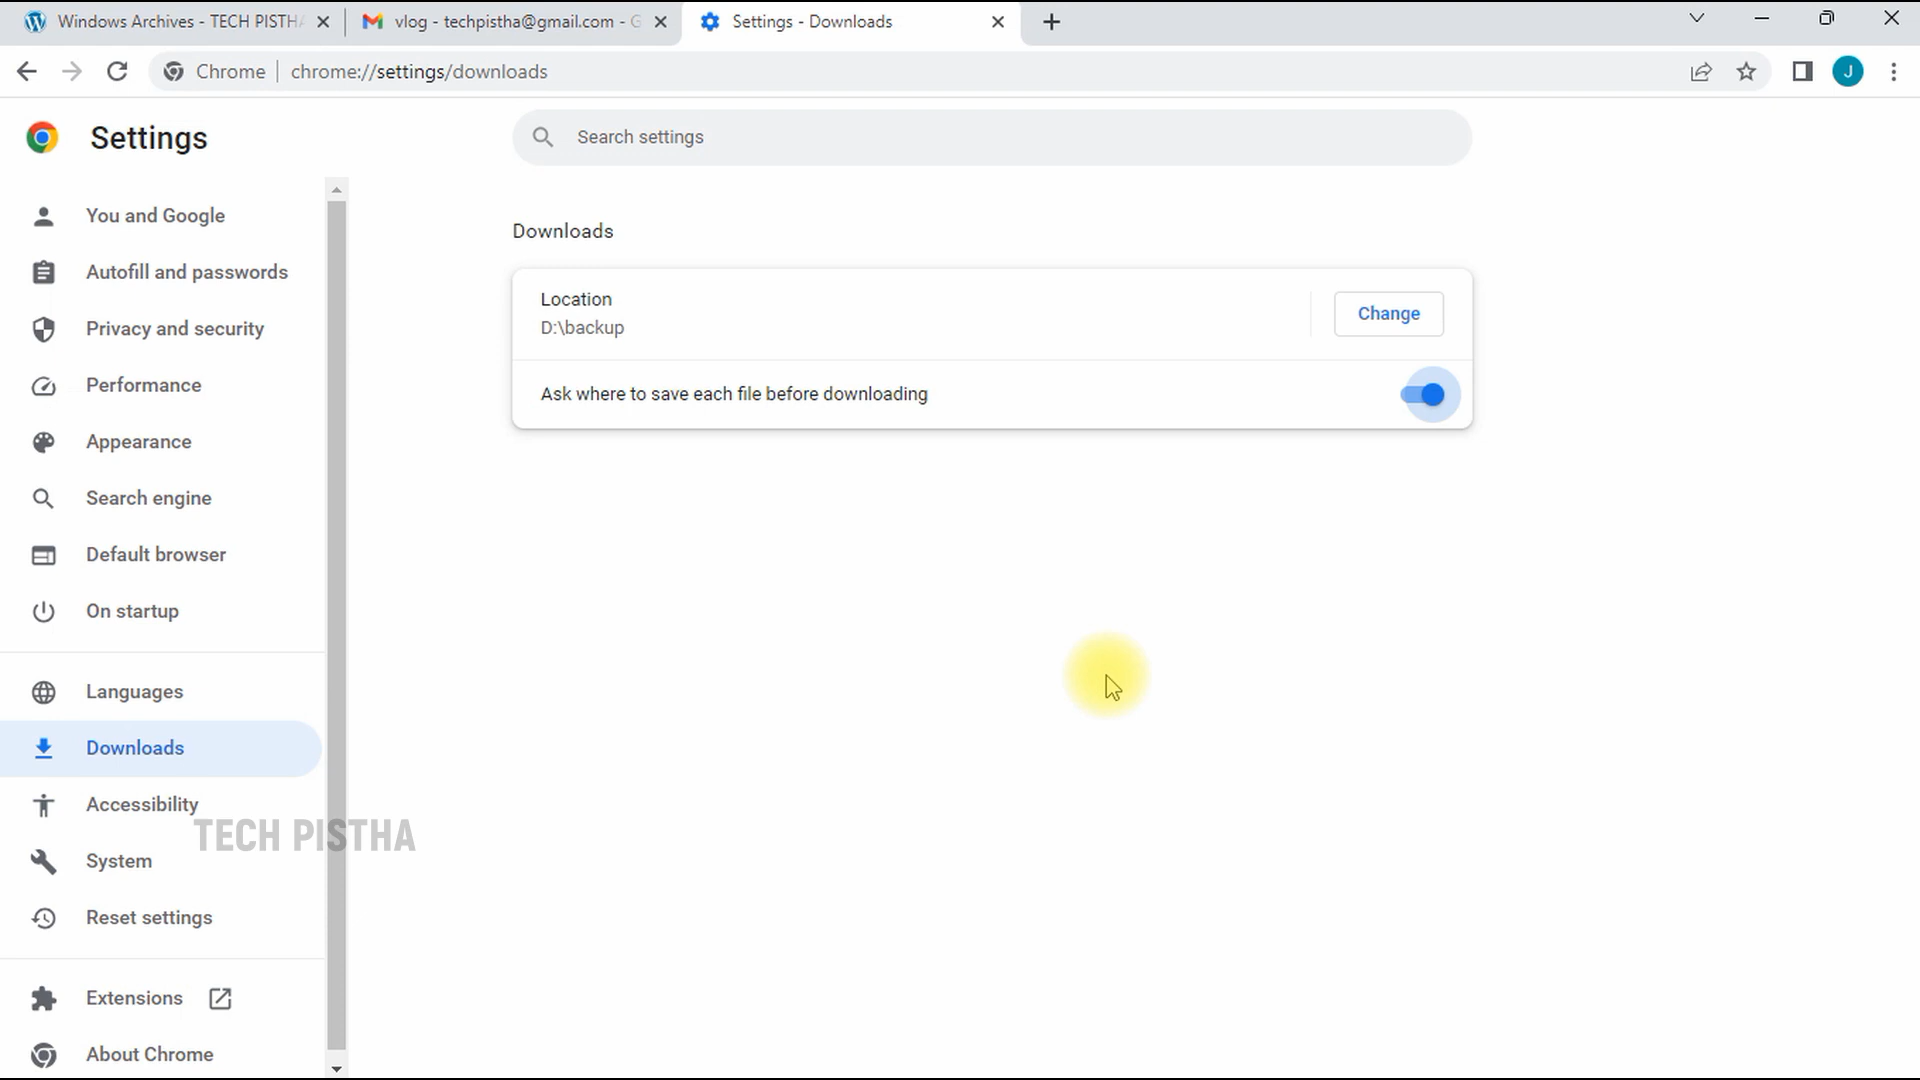 Windows Archives - TECH PISTHA
vlog - techpistha@gmail.com - G
Settings - Downloads
Chrome
chrome://settings/downloads
J
Settings
Search settings
You and Google
Autofill and passwords
Privacy and security
Performance
Appearance
Search engine
Default browser
On startup
Languages
Downloads
Accessibility
System
Reset settings
Extensions
About Chrome
Downloads
Location
D:\backup
Change
Ask where to save each file before downloading
TECH PISTHA